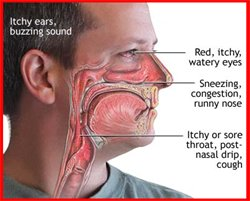 Itchy ears,
buzzing sound
Red, itchy,
watery eyes
Sneezing,
congestion,
runny nose
Itchy or sore
throat, post-
nasal drip,
cough